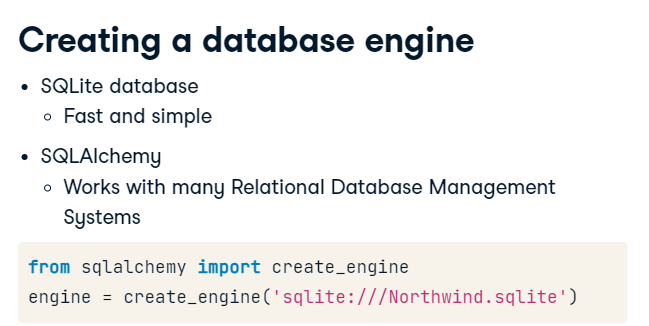 Creating a database engine
• SQLite database
◦ Fast and simple
• SQLAlchemy
◦ Works with many Relational Database Management
Systems
from sqlalchemy import create_engine
engine = create_engine('sqlite:///Northwind.sqlite')